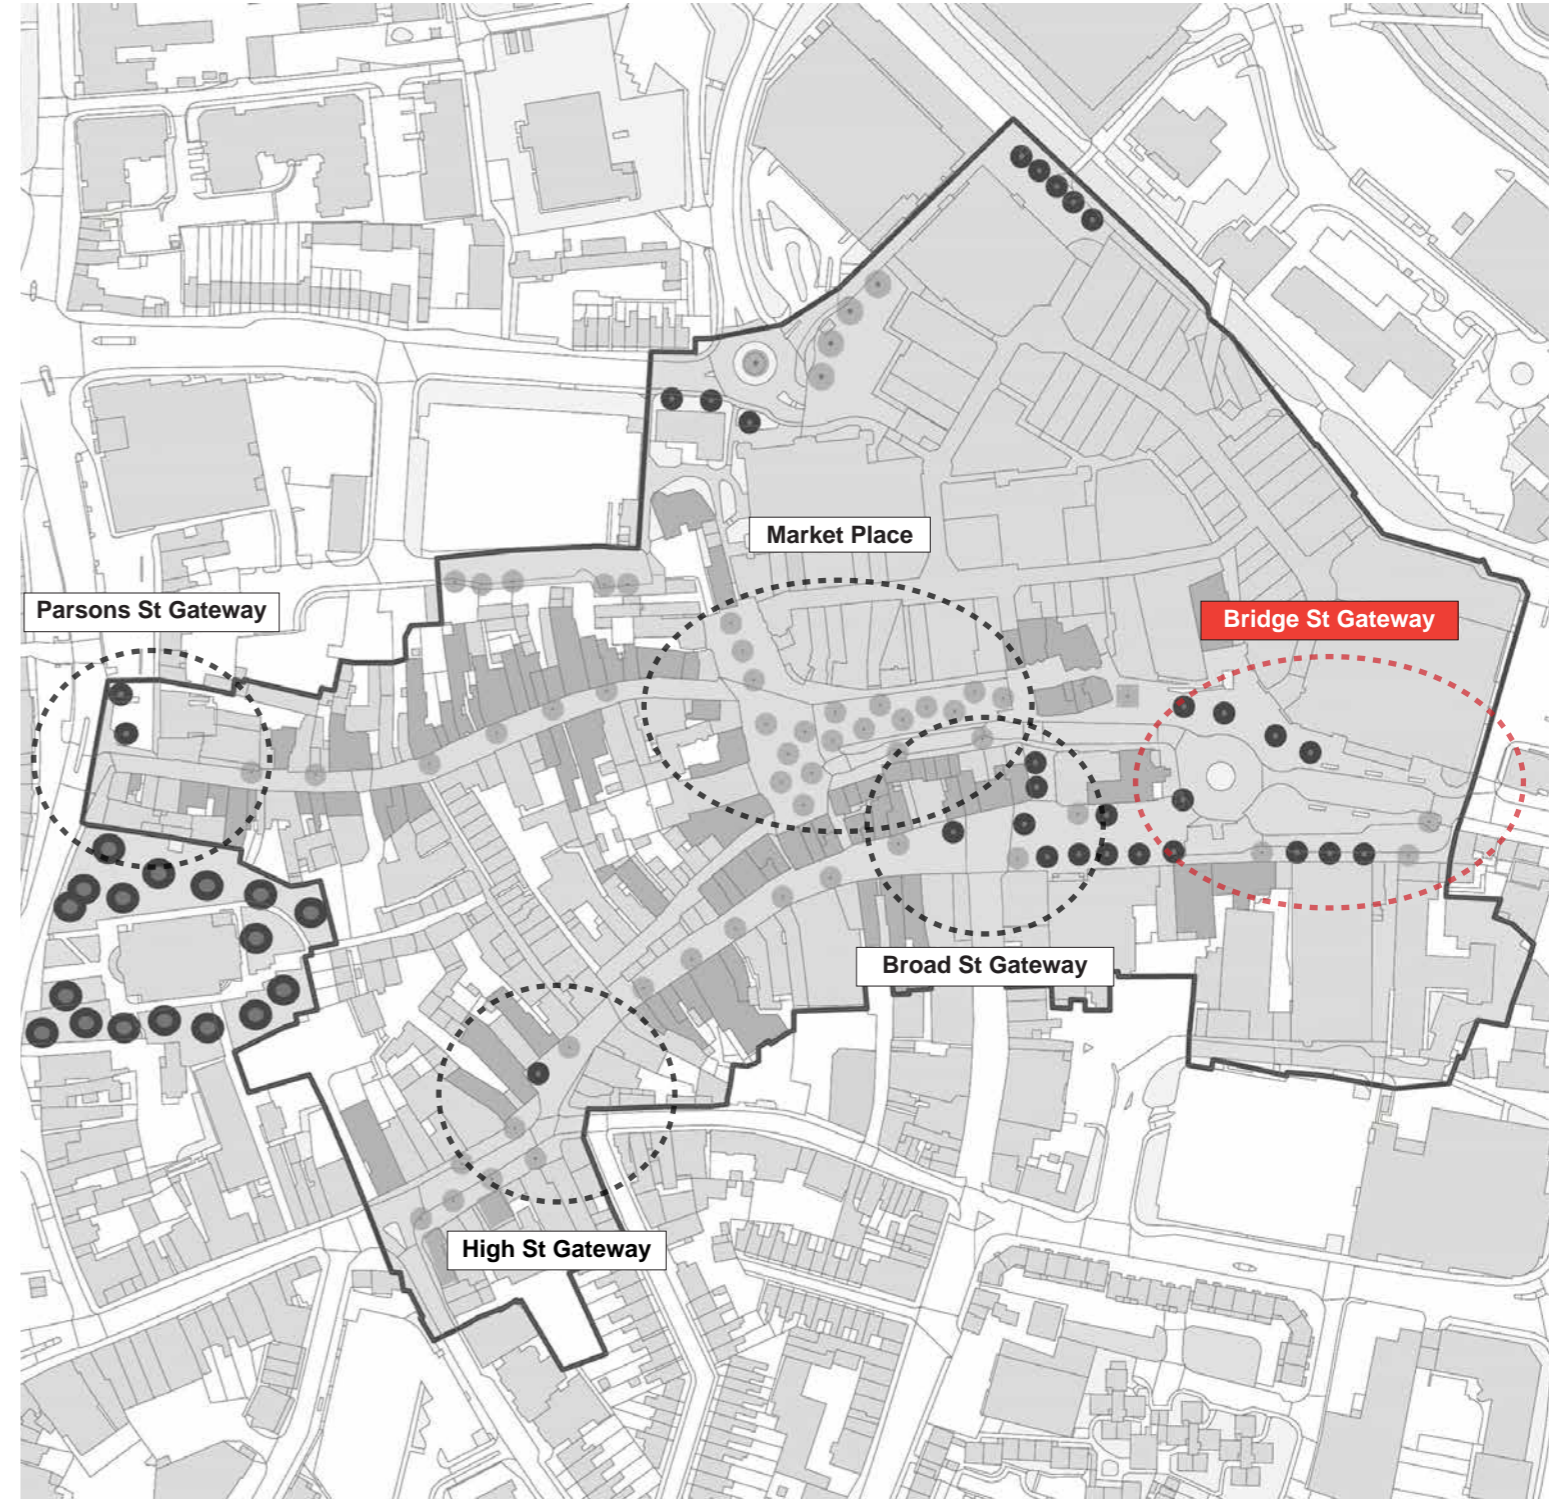 Market Place
Parsons St Gateway
Bridge St Gateway
Broad St Gateway
High St Gateway